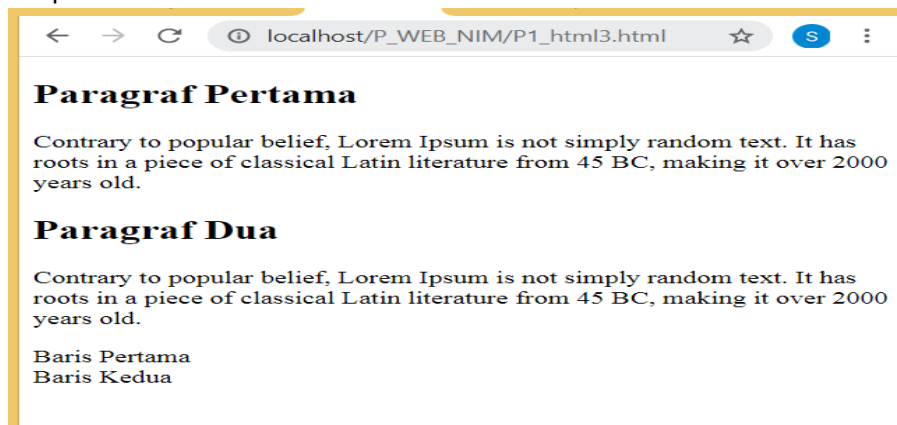 localhost/P_WEB_NIM/P1_html3.html
S
Paragraf Pertama
Contrary to popular belief, Lorem Ipsum is not simply random text. It has
roots in a piece of classical Latin literature from 45 BC, making it over 2000
years old.
Paragraf Dua
Contrary to popular belief, Lorem Ipsum is not simply random text. It has
roots in a piece of classical Latin literature from 45 BC, making it over 2000
years old.
Baris Pertama
Baris Kedua